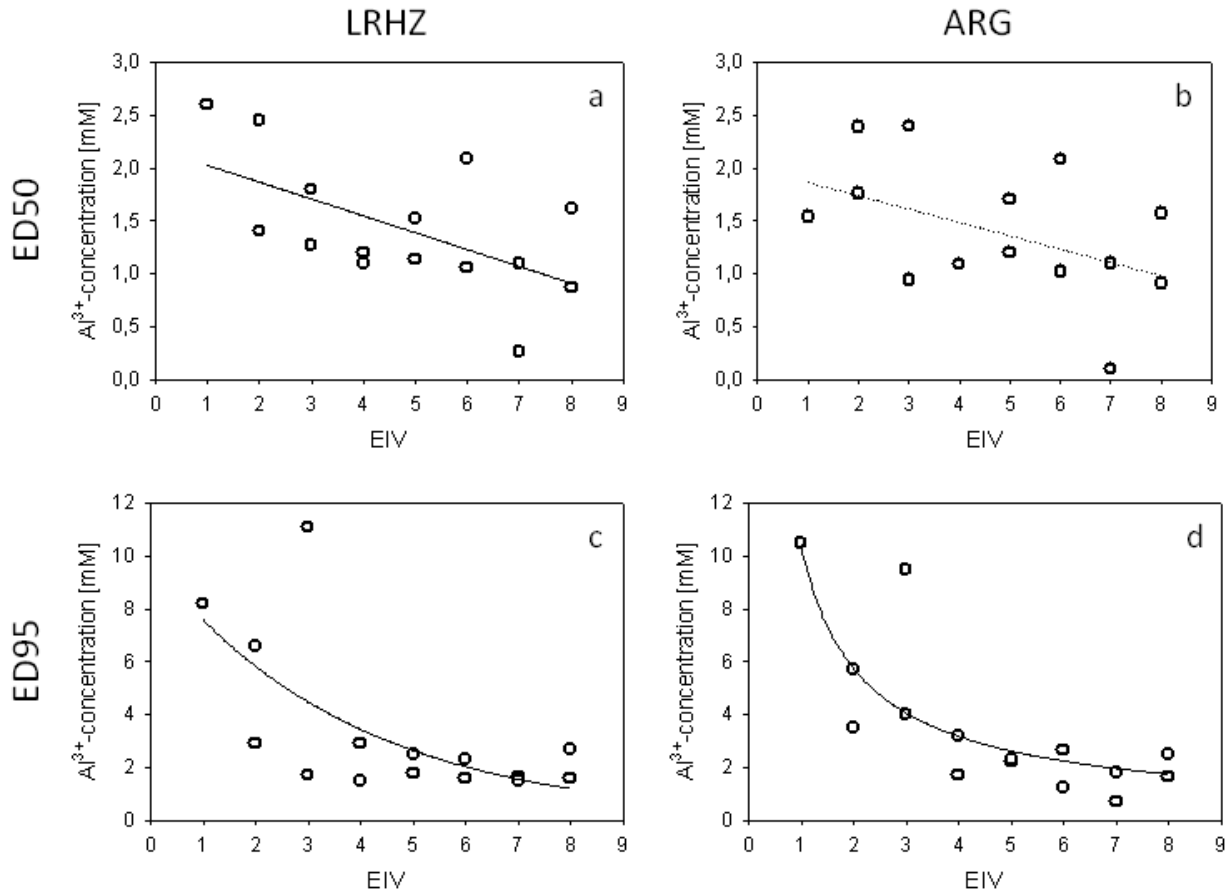 LRHZ ARG
ED50
a
Al³⁺-concentration [mM]
3,0
2,5
2,0
1,5
1,0
0,5
0,0
0 1 2 3 4 5 6 7 8 9
EIV
b
Al³⁺-concentration [mM]
3,0
2,5
2,0
1,5
1,0
0,5
0,0
0 1 2 3 4 5 6 7 8 9
EIV
ED95
c
Al³⁺-concentration [mM]
12
10
8
6
4
2
0
0 1 2 3 4 5 6 7 8 9
EIV
d
Al³⁺-concentration [mM]
12
10
8
6
4
2
0
0 1 2 3 4 5 6 7 8 9
EIV